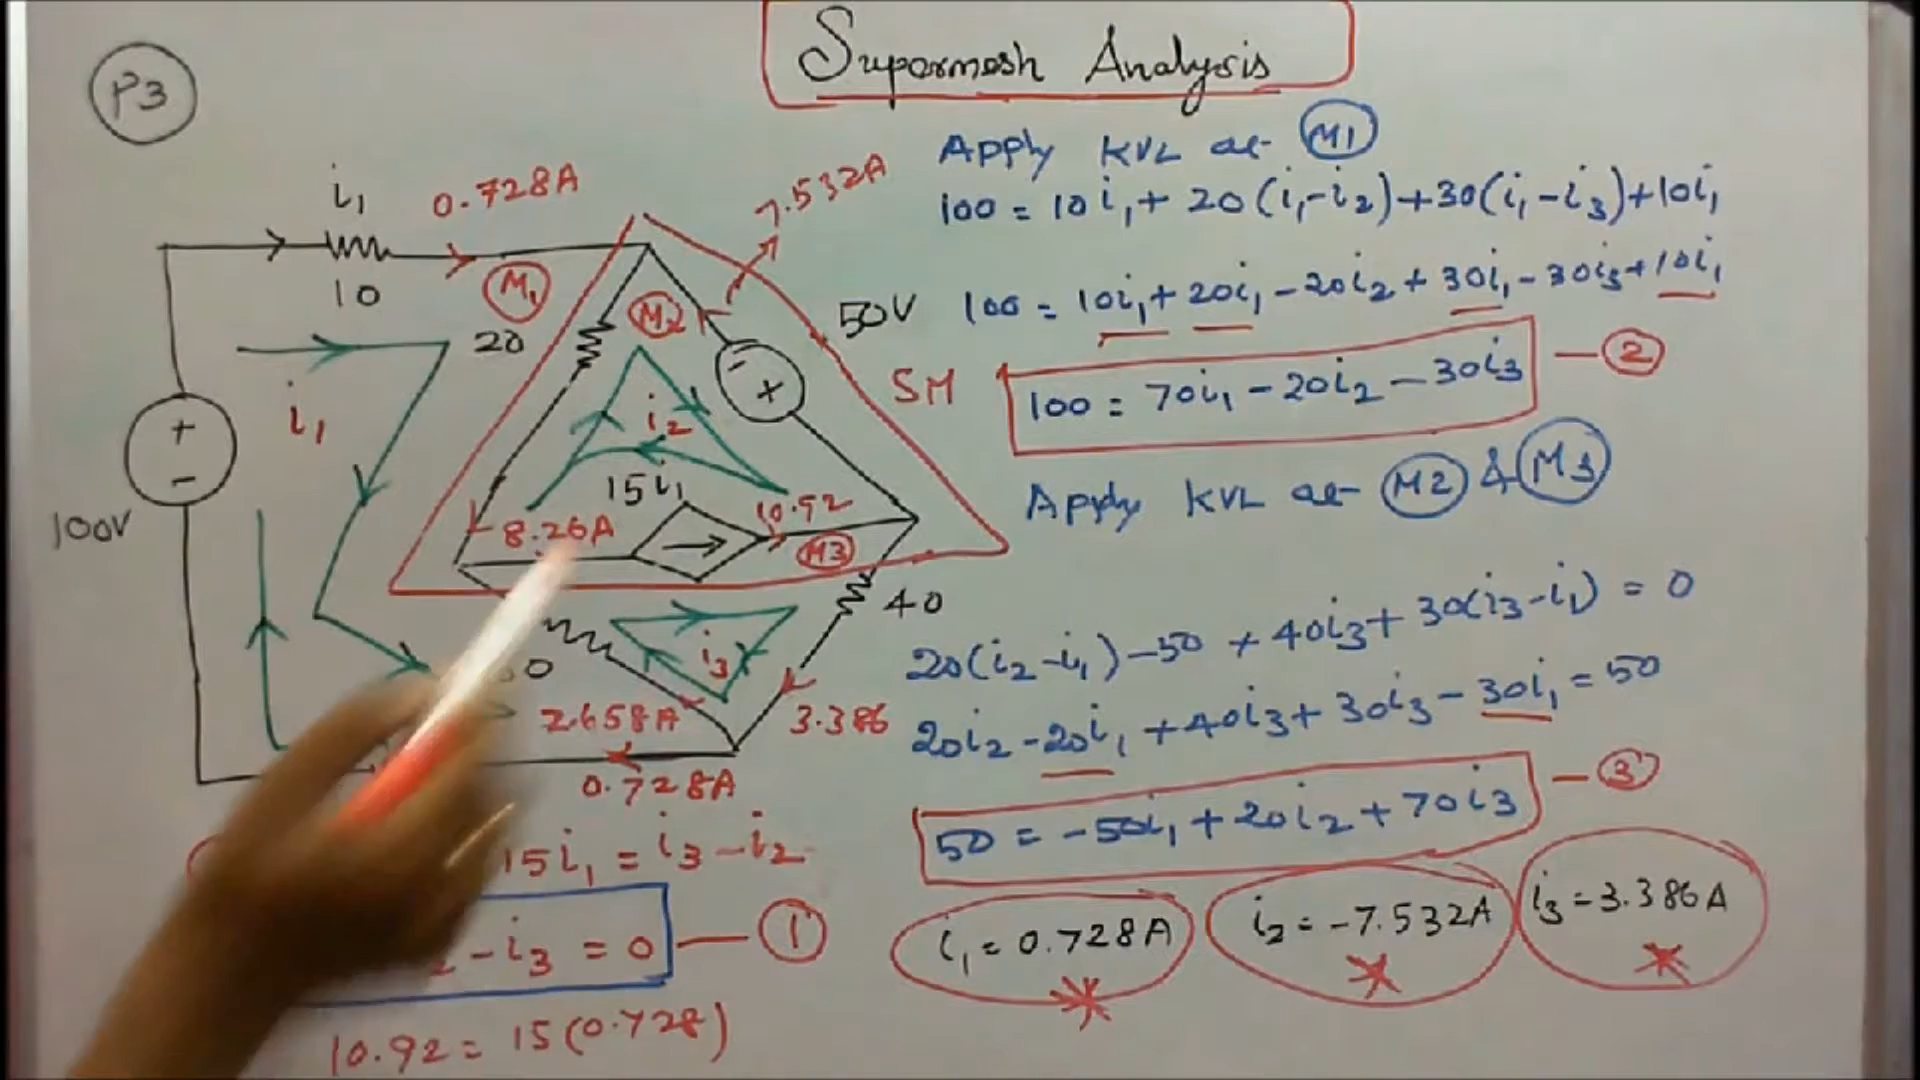 P3
Supermesh Analysis
i1
0.728A
7.532A
10
M1
M2
20
50V
SM
i1
i2
15i1
10.92
8.26A
M3
100V
+
-
-
+
40
i3
2.658A
3.386
0.728A
15i1 = i3 - i2
- i3 = 0 — 1
10.92 = 15(0.728)
Apply KVL at M1
100 = 10i1 + 20(i1-i2)+30(i1-i3)+10i1
100 = 10i1 + 20i1 - 20i2 + 30i1 - 30i3 + 10i1
100 = 70i1 - 20i2 - 30i3 — 2
Apply KVL at M2 & M3
20(i2-i1) - 50 + 40i3 + 30(i3-i1) = 0
20i2 - 20i1 + 40i3 + 30i3 - 30i1 = 50
50 = -50i1 + 20i2 + 70i3 — 3
i1 = 0.728A
i2 = -7.532A
i3 = 3.386A